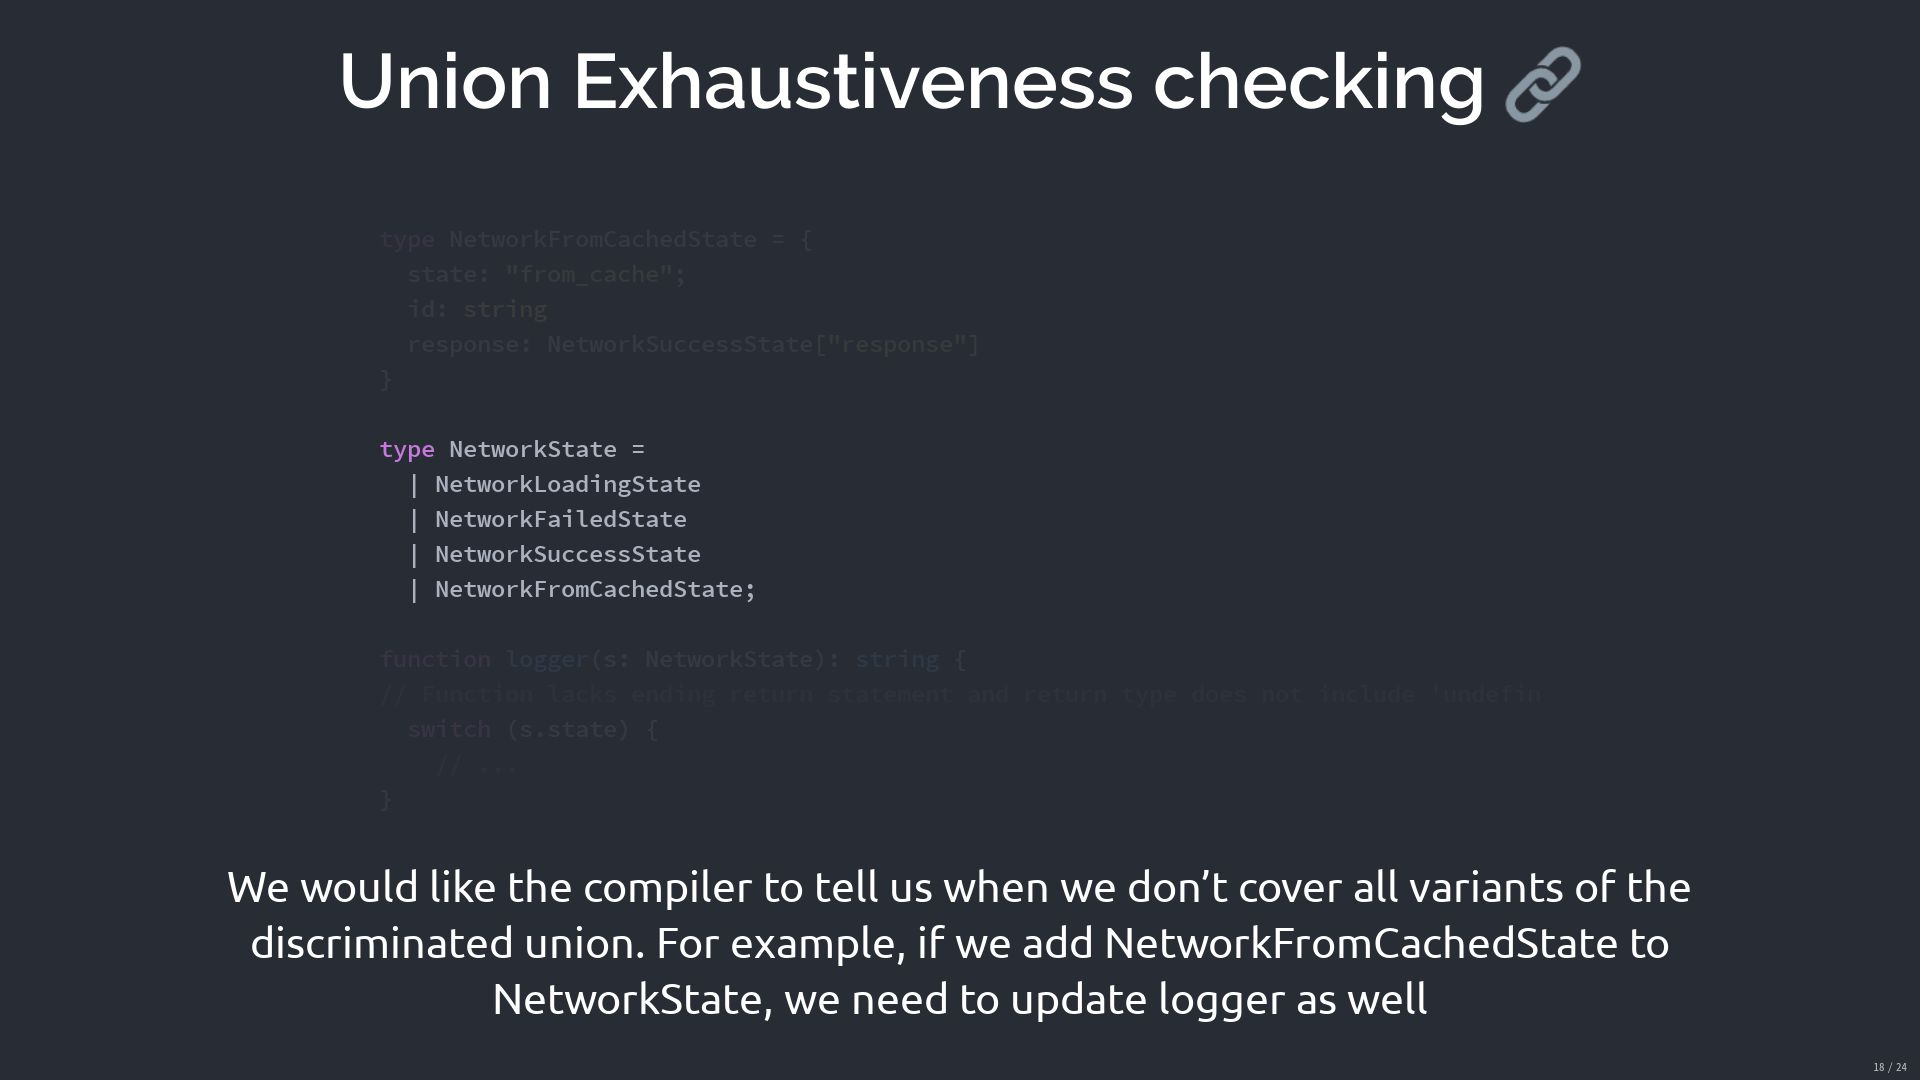 Union Exhaustiveness checking 🔗
type NetworkFromCachedState = {
  state: "from_cache";
  id: string
  response: NetworkSuccessState["response"]
}
type NetworkState =
  | NetworkLoadingState
  | NetworkFailedState
  | NetworkSuccessState
  | NetworkFromCachedState;
function logger(s: NetworkState): string {
// Function lacks ending return statement and return type does not include 'undefin
  switch (s.state) {
    // ...
}
We would like the compiler to tell us when we don’t cover all variants of the
discriminated union. For example, if we add NetworkFromCachedState to
NetworkState, we need to update logger as well
18 / 24